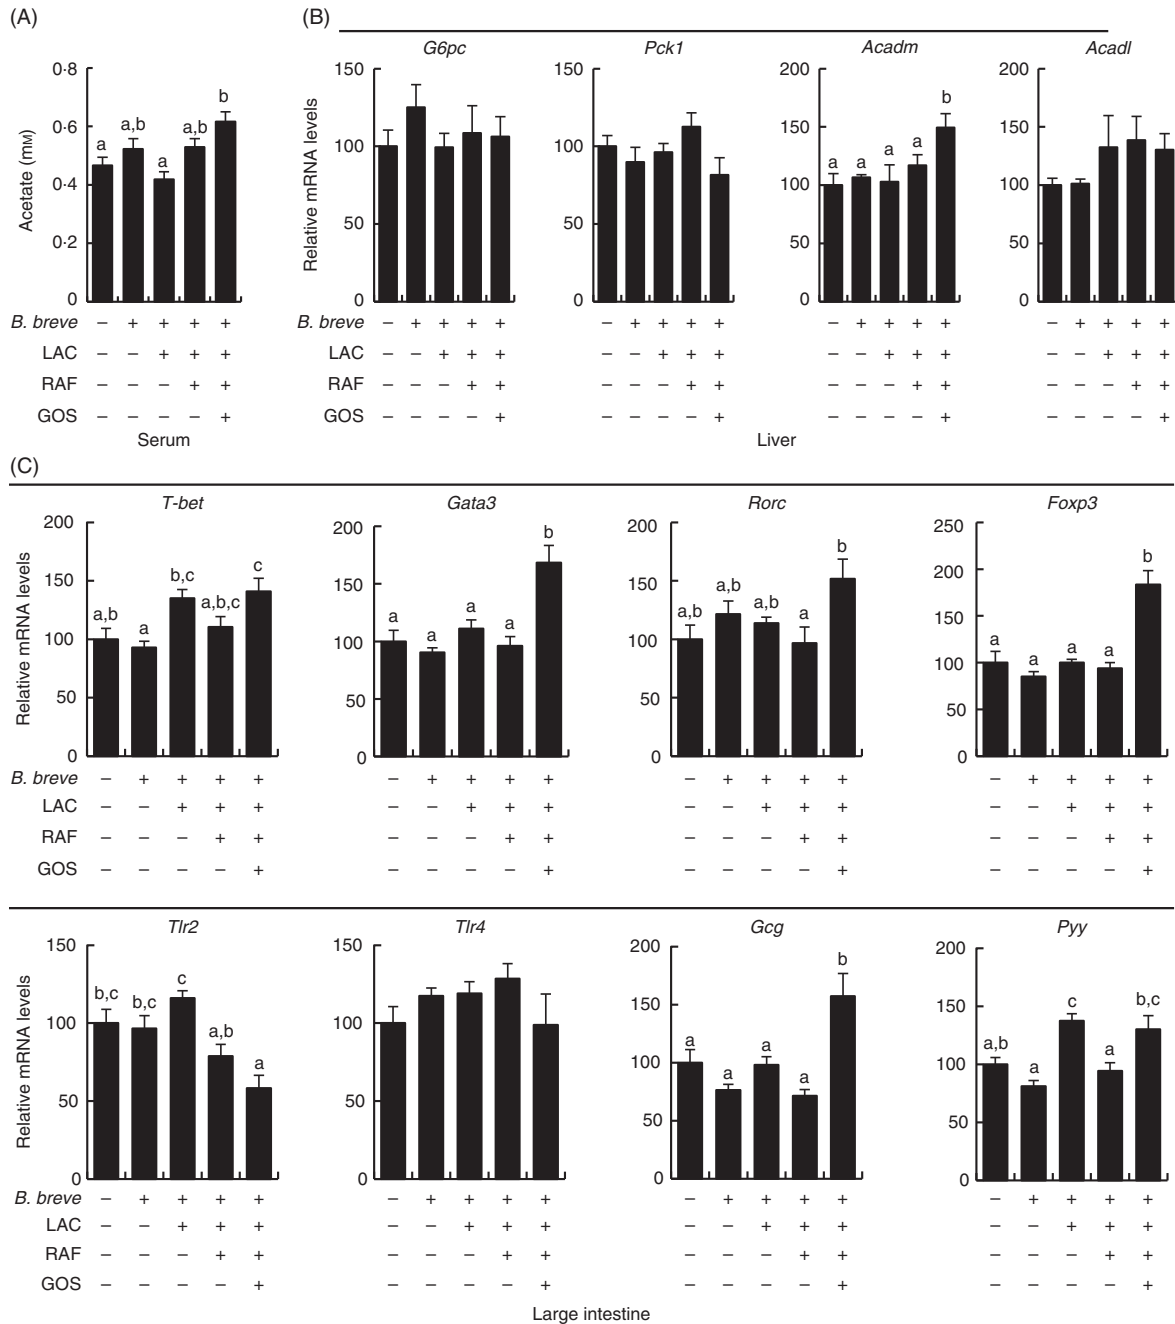 (A)
(B)
G6pc Pck1 Acadm Acadl
0·8 150 150 200 200
b
b
a,b a,b
0·6 150 150
a 100 100 a
a a a a
0·4 100 100
50 50
0·2 50 50
0 0 0 0 0
Acetate (mM)
Relative mRNA levels
B. breve – + + + + B. breve – + + + + – + + + + – + + + + – + + + +
LAC – – + + + LAC – – + + + – – + + + – – + + + – – + + +
RAF – – – + + RAF – – – + + – – – + + – – – + + – – – + +
GOS – – – – + GOS – – – – + – – – – + – – – – + – – – – +
Serum Liver
(C)
T-bet Gata3 Rorc Foxp3
200 200 200 250
b b b
b,c c 200
150 a,b,c 150 150 a,b a,b
a,b a a a a a,b a 150
100 a 100 100 100 a a a a
50 50 50 50
0 0 0 0
Relative mRNA levels
B. breve – + + + + – + + + + – + + + + – + + + +
LAC – – + + + – – + + + – – + + + – – + + +
RAF – – – + + – – – + + – – – + + – – – + +
GOS – – – – + – – – – + – – – – + – – – – +
Tlr2 Tlr4 Gcg Pyy
150 150 200 200
b
c 150 150 c b,c
b,c b,c a,b a,b
100 a 100 100 a a a a 100 a a
50 50 50 50
0 0 0 0
Relative mRNA levels
B. breve – + + + + – + + + + – + + + + – + + + +
LAC – – + + + – – + + + – – + + + – – + + +
RAF – – – + + – – – + + – – – + + – – – + +
GOS – – – – + – – – – + – – – – + – – – – +
Large intestine